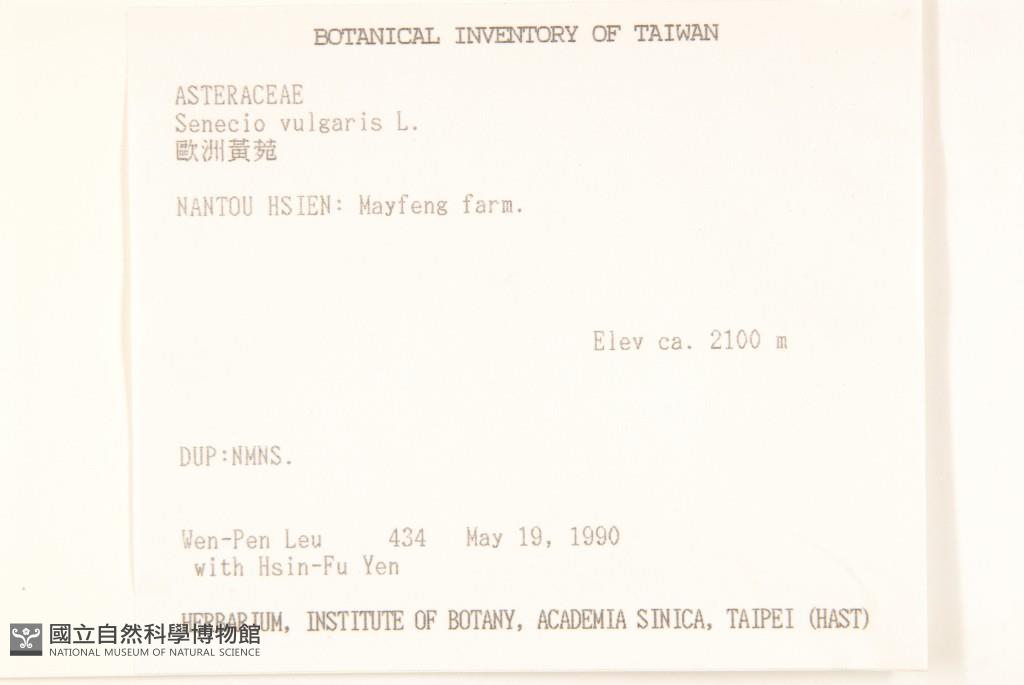 BOTANICAL INVENTORY OF TAIWAN
ASTERACEAE
Senecio vulgaris L.
歐洲黃菀
NANTOU HSIEN: Mayfeng farm.
Elev ca. 2100 m
DUP:NMNS.
Wen-Pen Leu 434 May 19, 1990
with Hsin-Fu Yen
HERBARIUM, INSTITUTE OF BOTANY, ACADEMIA SINICA, TAIPEI (HAST)
國立自然科學博物館
NATIONAL MUSEUM OF NATURAL SCIENCE